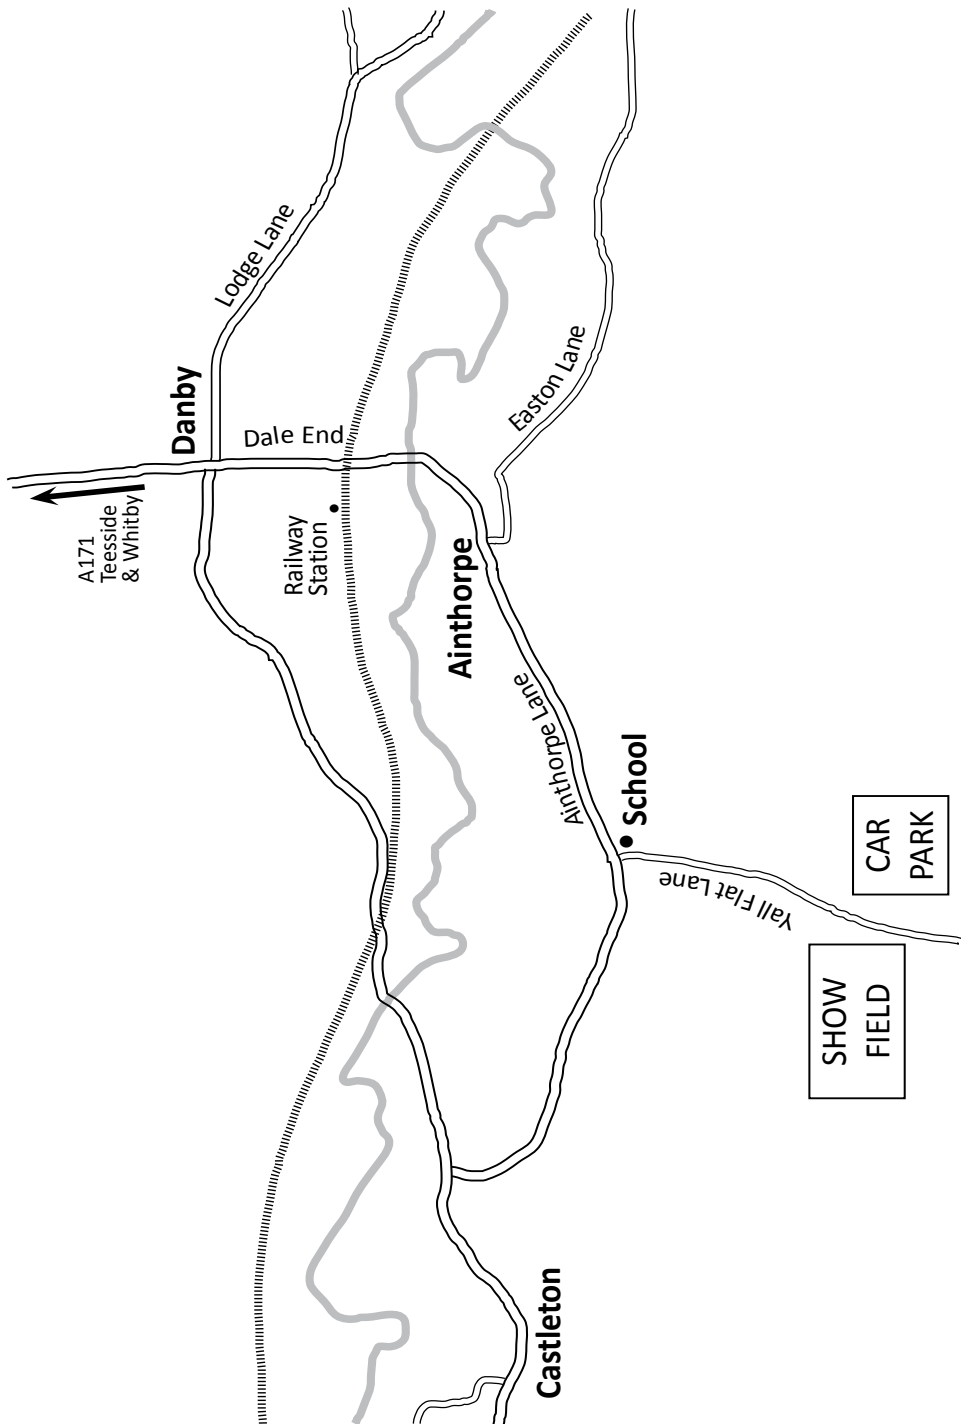 Lodge Lane
Danby
Dale End
A171
Teesside
& Whitby
Railway
Station
Easton Lane
Ainthorpe
Ainthorpe Lane
School
Yall Flat Lane
CAR
PARK
SHOW
FIELD
Castleton